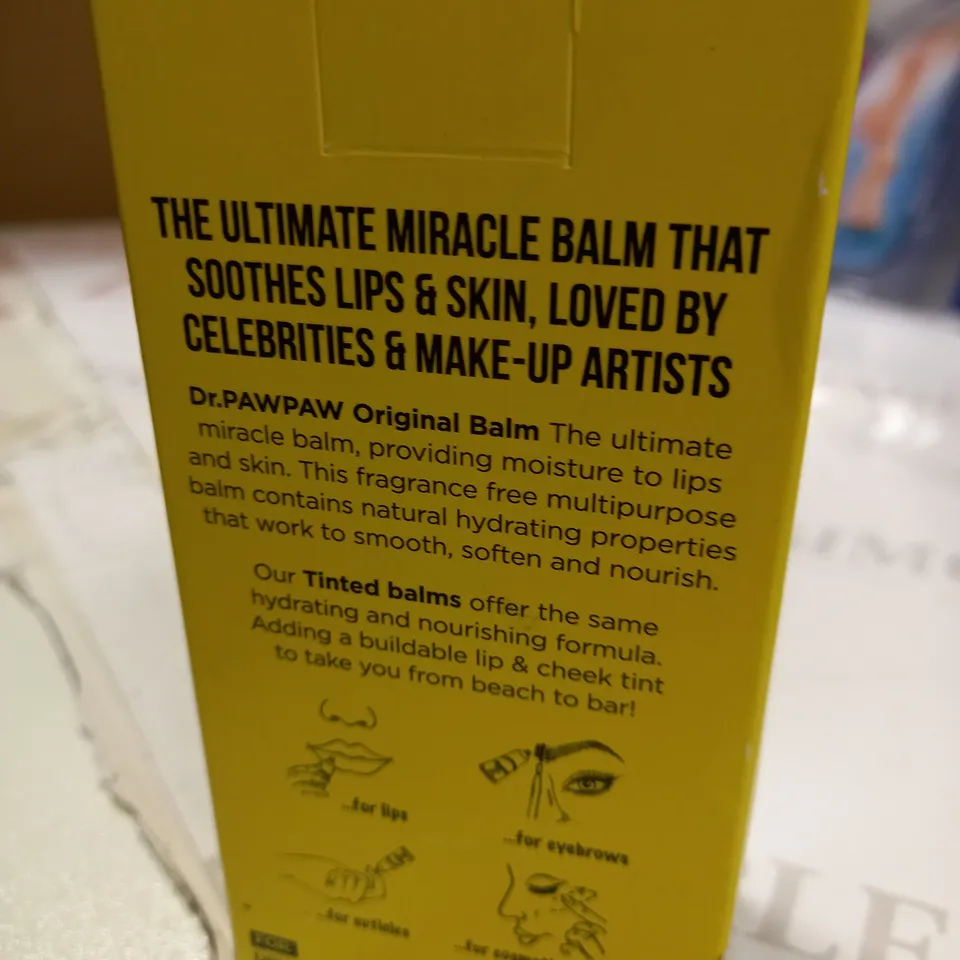 THE ULTIMATE MIRACLE BALM THAT
SOOTHES LIPS & SKIN, LOVED BY
CELEBRITIES & MAKE-UP ARTISTS
Dr.PAWPAW Original Balm The ultimate
miracle balm, providing moisture to lips
and skin. This fragrance free multipurpose
balm contains natural hydrating properties
that work to smooth, soften and nourish.
Our Tinted balms offer the same
hydrating and nourishing formula.
Adding a buildable lip & cheek tint
to take you from beach to bar!
...for lips
...for eyebrows
...for cuticles
...for
FOR